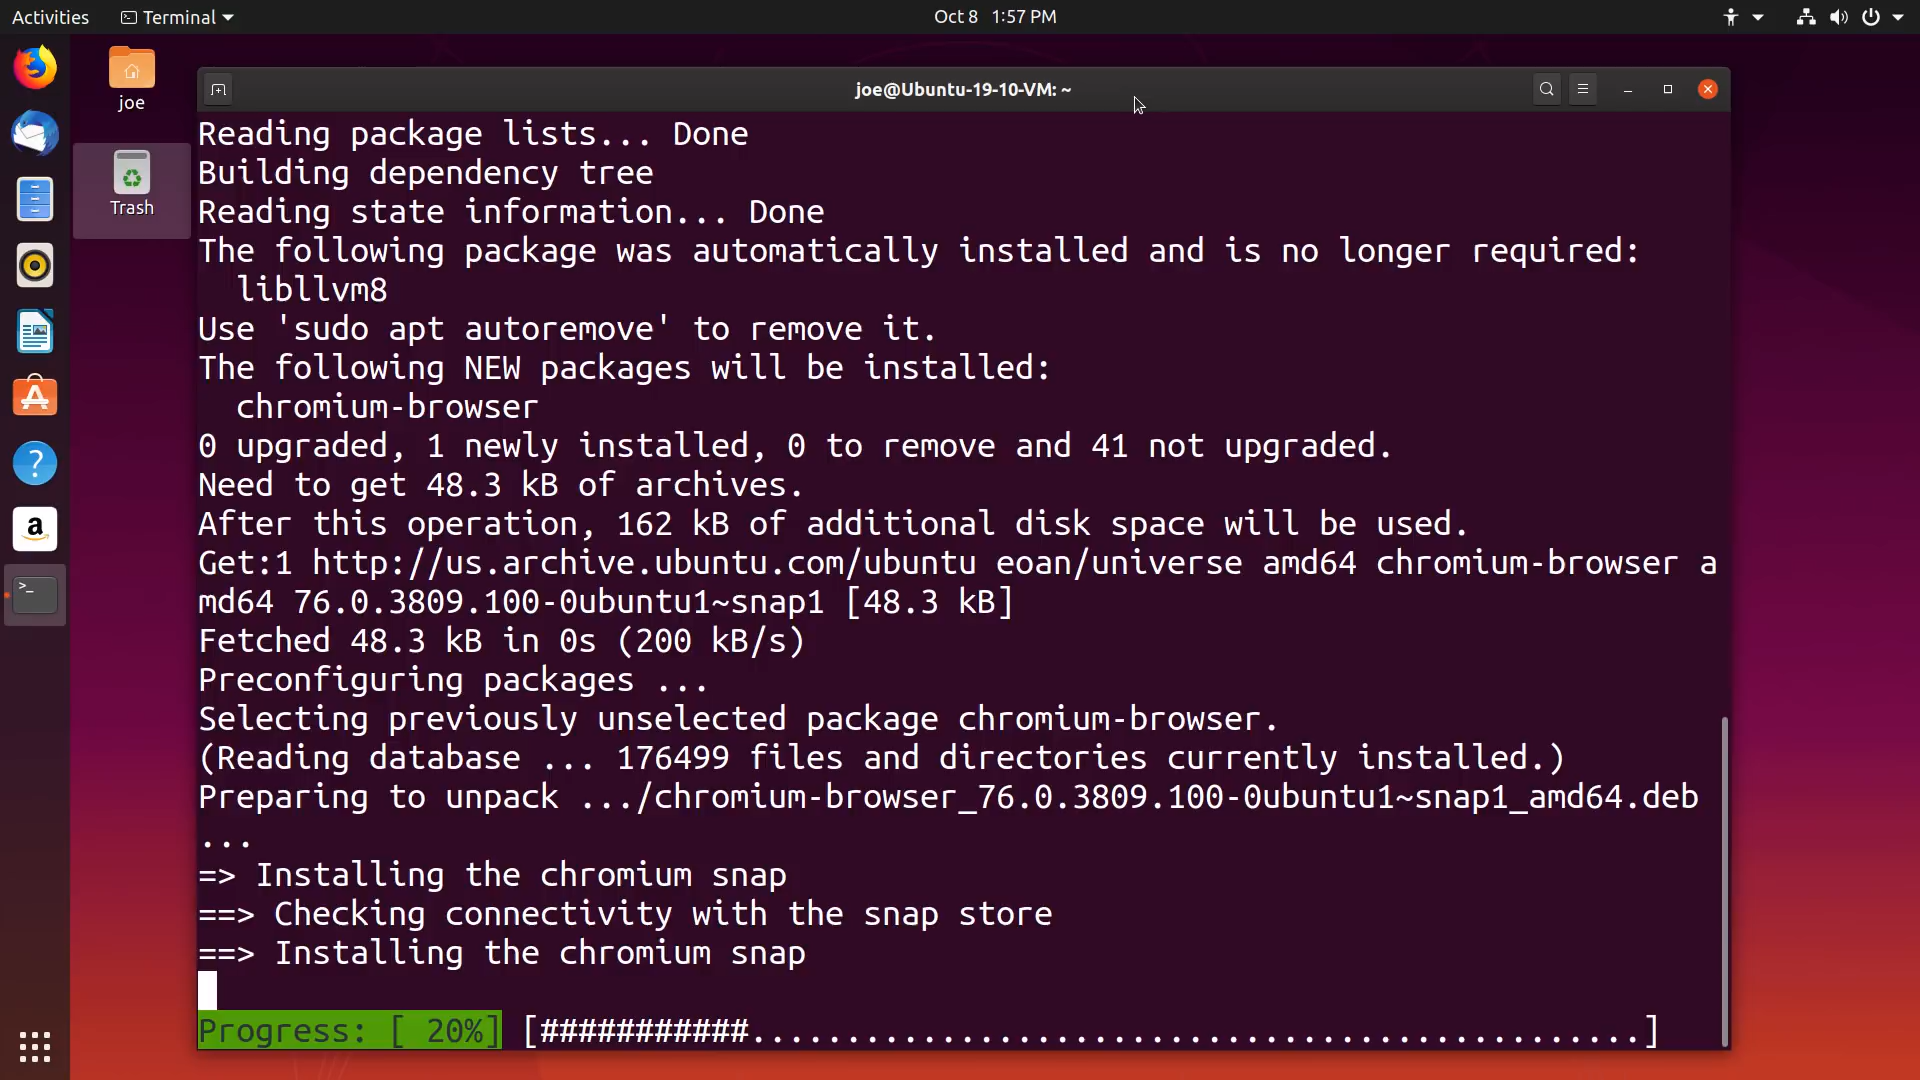 Activities
Terminal
Oct 8 1:57 PM
joe
Trash
joe@Ubuntu-19-10-VM: ~
Reading package lists... Done
Building dependency tree
Reading state information... Done
The following package was automatically installed and is no longer required:
libllvm8
Use 'sudo apt autoremove' to remove it.
The following NEW packages will be installed:
chromium-browser
0 upgraded, 1 newly installed, 0 to remove and 41 not upgraded.
Need to get 48.3 kB of archives.
After this operation, 162 kB of additional disk space will be used.
Get:1 http://us.archive.ubuntu.com/ubuntu eoan/universe amd64 chromium-browser a
md64 76.0.3809.100-0ubuntu1~snap1 [48.3 kB]
Fetched 48.3 kB in 0s (200 kB/s)
Preconfiguring packages ...
Selecting previously unselected package chromium-browser.
(Reading database ... 176499 files and directories currently installed.)
Preparing to unpack .../chromium-browser_76.0.3809.100-0ubuntu1~snap1_amd64.deb
...
=> Installing the chromium snap
==> Checking connectivity with the snap store
==> Installing the chromium snap
Progress: [ 20%] [###########...............................................]